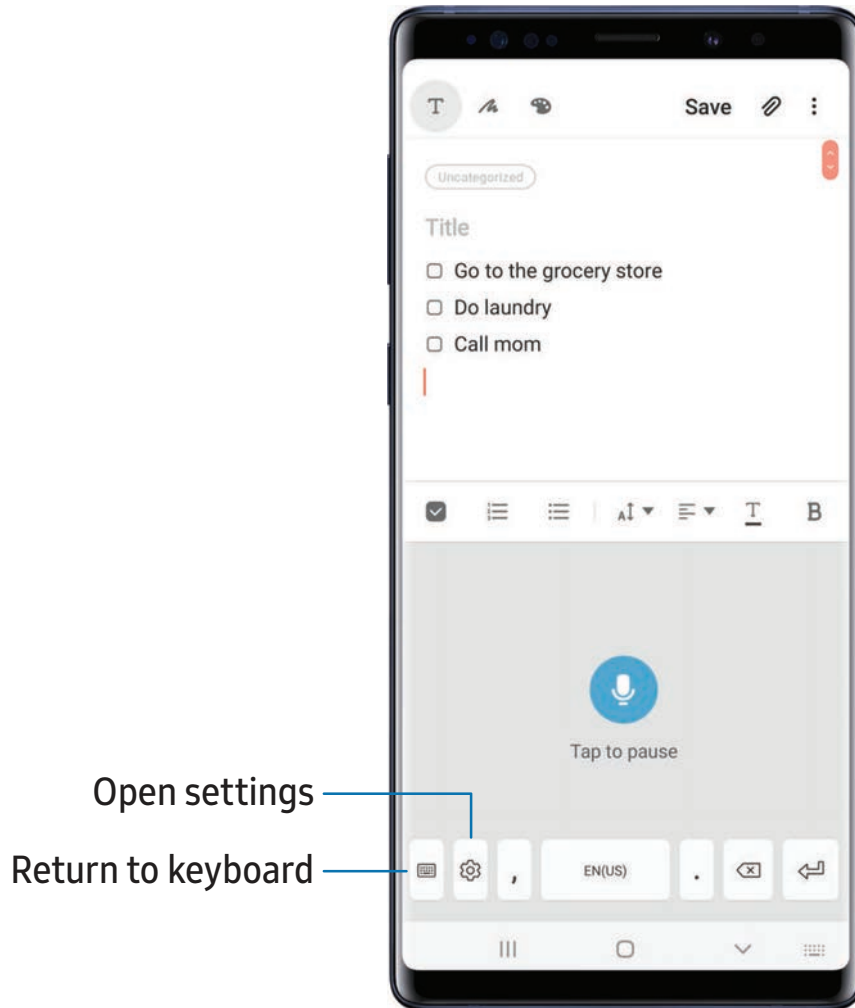 T
Save
Uncategorized
Title
Go to the grocery store
Do laundry
Call mom
T
B
Tap to pause
Open settings
Return to keyboard
, EN(US) .